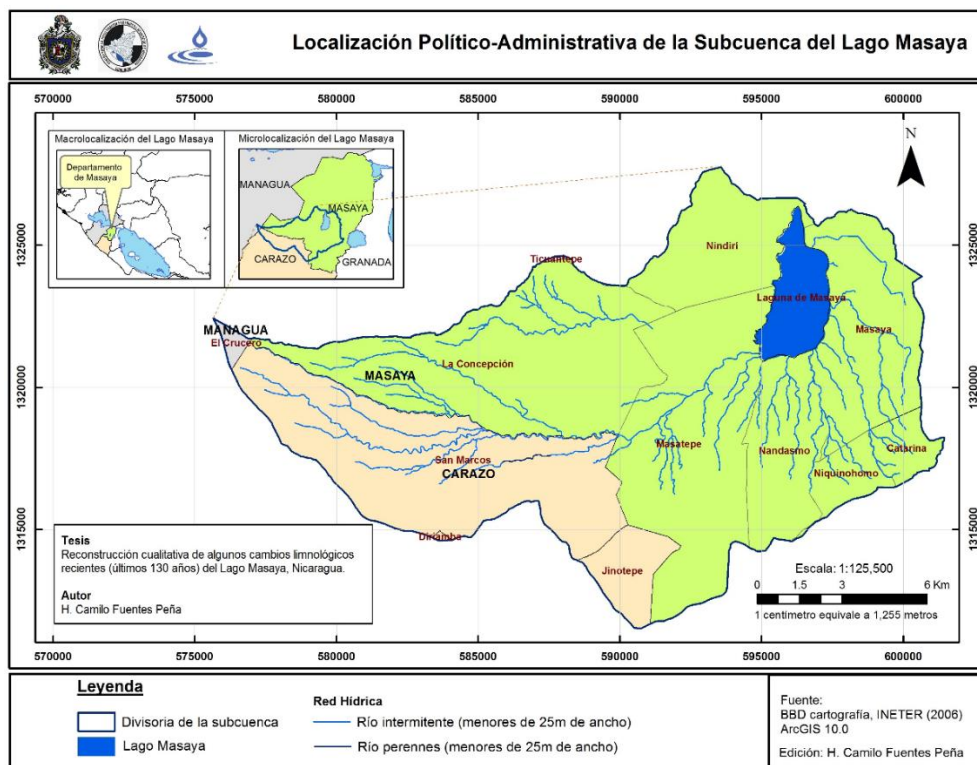 Localización Político-Administrativa de la Subcuenca del Lago Masaya
570000 575000 580000 585000 590000 595000 600000
Macrolocalización del Lago Masaya
Departamento
de Masaya
Microlocalización del Lago Masaya
MANAGUA
MASAYA
CARAZO
GRANADA
N
1325000
1325000
Nindirí
Ticuantepe
Laguna de Masaya
Masaya
MANAGUA
El Crucero
La Concepción
MASAYA
1320000
1320000
San Marcos
CARAZO
Masatepe
Nandasmo
Catarina
Niquinohomo
1315000
1315000
Diriamba
Jinotepe
Tesis
Reconstrucción cualitativa de algunos cambios limnológicos
recientes (últimos 130 años) del Lago Masaya, Nicaragua.
Autor
H. Camilo Fuentes Peña
Escala: 1:125,500
0 1.5 3 6 Km
1 centímetro equivale a 1,255 metros
570000 575000 580000 585000 590000 595000 600000
Leyenda
Divisoria de la subcuenca
Lago Masaya
Red Hídrica
Río intermitente (menores de 25m de ancho)
Río perennes (menores de 25m de ancho)
Fuente:
BBD cartografía, INETER (2006)
ArcGIS 10.0
Edición: H. Camilo Fuentes Peña